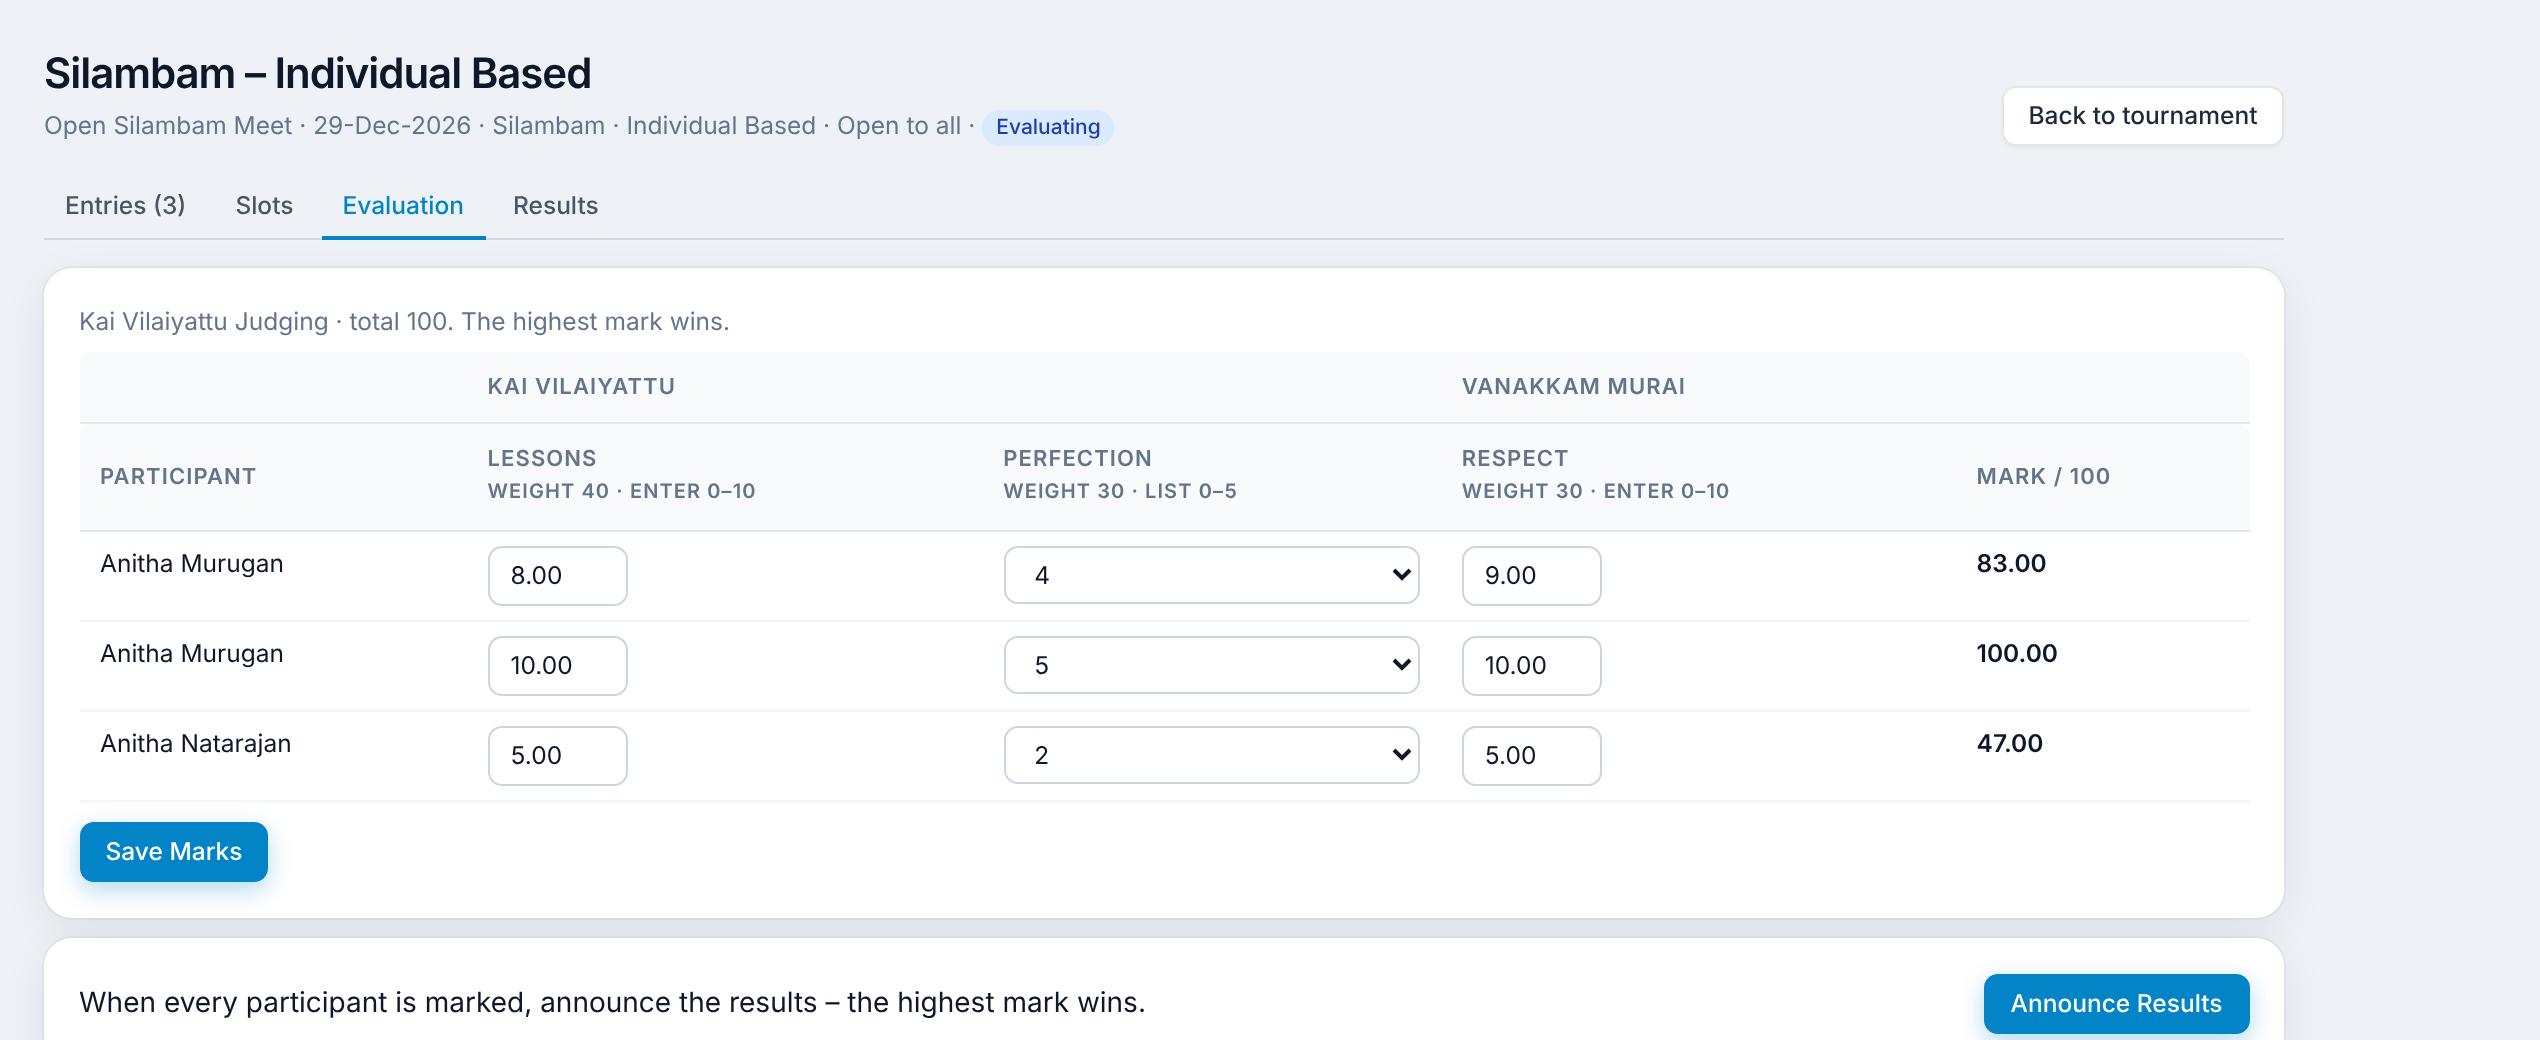 Silambam – Individual Based
Open Silambam Meet · 29-Dec-2026 · Silambam · Individual Based · Open to all · Evaluating
Back to tournament
Entries (3) Slots Evaluation Results
Kai Vilaiyattu Judging · total 100. The highest mark wins.
KAI VILAIYATTU VANAKKAM MURAI
PARTICIPANT LESSONS PERFECTION RESPECT MARK / 100
WEIGHT 40 · ENTER 0–10 WEIGHT 30 · LIST 0–5 WEIGHT 30 · ENTER 0–10
Anitha Murugan 8.00 4 9.00 83.00
Anitha Murugan 10.00 5 10.00 100.00
Anitha Natarajan 5.00 2 5.00 47.00
Save Marks
When every participant is marked, announce the results – the highest mark wins.
Announce Results